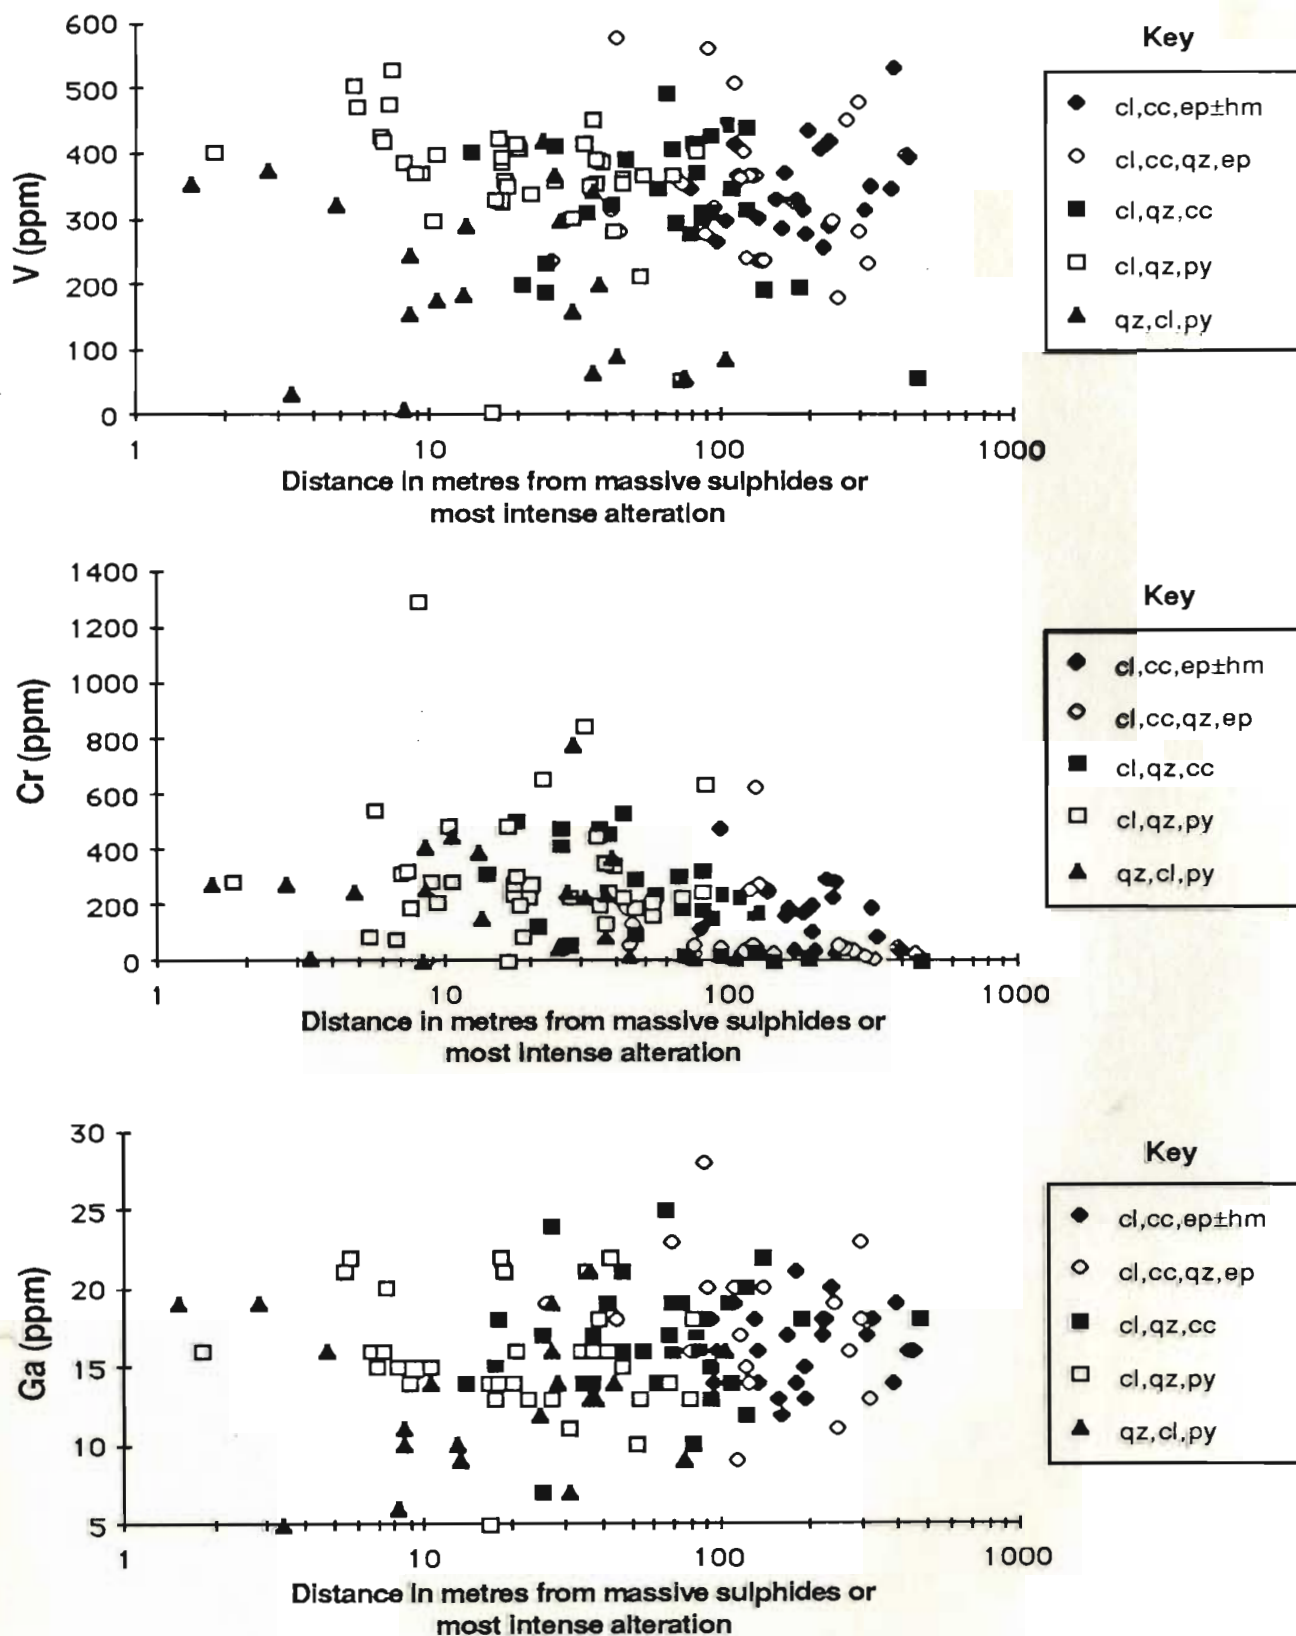 600
500
400
300
200
100
0
V (ppm)
1 10 100 1000
Distance in metres from massive sulphides or
most intense alteration
Key
cl,cc,ep±hm
cl,cc,qz,ep
cl,qz,cc
cl,qz,py
qz,cl,py
1400
1200
1000
800
600
400
200
0
Cr (ppm)
1 10 100 1000
Distance in metres from massive sulphides or
most intense alteration
Key
cl,cc,ep±hm
cl,cc,qz,ep
cl,qz,cc
cl,qz,py
qz,cl,py
30
25
20
15
10
5
Ga (ppm)
1 10 100 1000
Distance in metres from massive sulphides or
most intense alteration
Key
cl,cc,ep±hm
cl,cc,qz,ep
cl,qz,cc
cl,qz,py
qz,cl,py